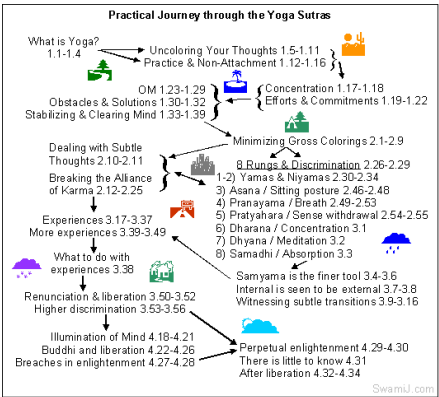 Practical Journey through the Yoga Sutras
What is Yoga?
1.1-1.4
Uncoloring Your Thoughts 1.5-1.11
Practice & Non-Attachment 1.12-1.16
OM 1.23-1.29
Obstacles & Solutions 1.30-1.32
Stabilizing & Clearing Mind 1.33-1.39
Concentration 1.17-1.18
Efforts & Commitments 1.19-1.22
Minimizing Gross Colorings 2.1-2.9
Dealing with Subtle
Thoughts 2.10-2.11
Breaking the Alliance
of Karma 2.12-2.25
8 Rungs & Discrimination 2.26-2.29
1-2) Yamas & Niyamas 2.30-2.34
3) Asana / Sitting posture 2.46-2.48
4) Pranayama / Breath 2.49-2.53
5) Pratyahara / Sense withdrawal 2.54-2.55
6) Dharana / Concentration 3.1
7) Dhyana / Meditation 3.2
8) Samadhi / Absorption 3.3
Experiences 3.17-3.37
More experiences 3.39-3.49
What to do with
experiences 3.38
Samyama is the finer tool 3.4-3.6
Internal is seen to be external 3.7-3.8
Witnessing subtle transitions 3.9-3.16
Renunciation & liberation 3.50-3.52
Higher discrimination 3.53-3.56
Illumination of Mind 4.18-4.21
Buddhi and liberation 4.22-4.26
Breaches in enlightenment 4.27-4.28
Perpetual enlightenment 4.29-4.30
There is little to know 4.31
After liberation 4.32-4.34
SwamiJ.com